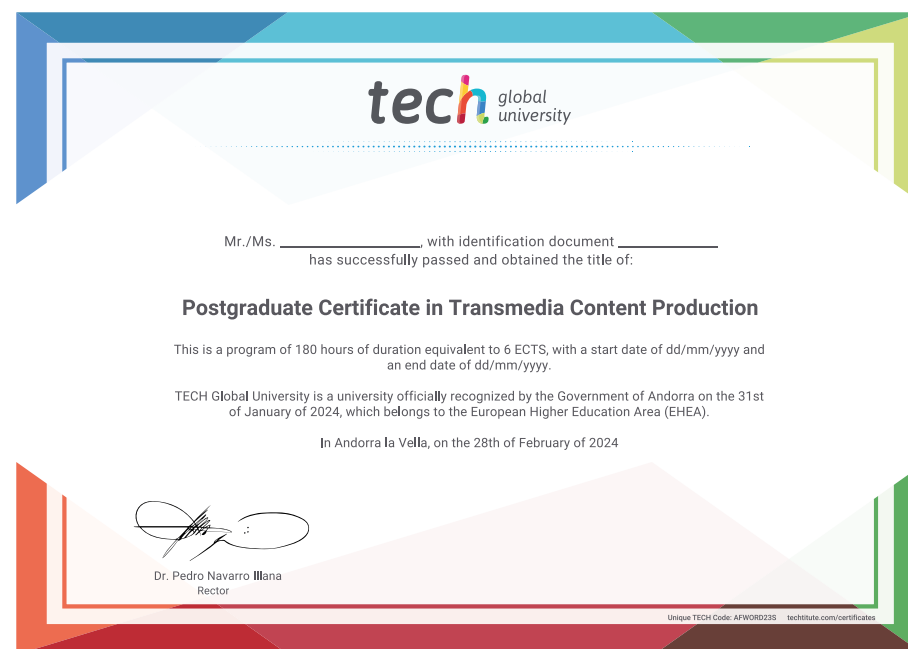 tech global university
Mr./Ms. ____________, with identification document ____________
has successfully passed and obtained the title of:
Postgraduate Certificate in Transmedia Content Production
This is a program of 180 hours of duration equivalent to 6 ECTS, with a start date of dd/mm/yyyy and
an end date of dd/mm/yyyy.
TECH Global University is a university officially recognized by the Government of Andorra on the 31st
of January of 2024, which belongs to the European Higher Education Area (EHEA).
In Andorra la Vella, on the 28th of February of 2024
Dr. Pedro Navarro Illana
Rector
Unique TECH Code: AFWORD23S techtitute.com/certificates